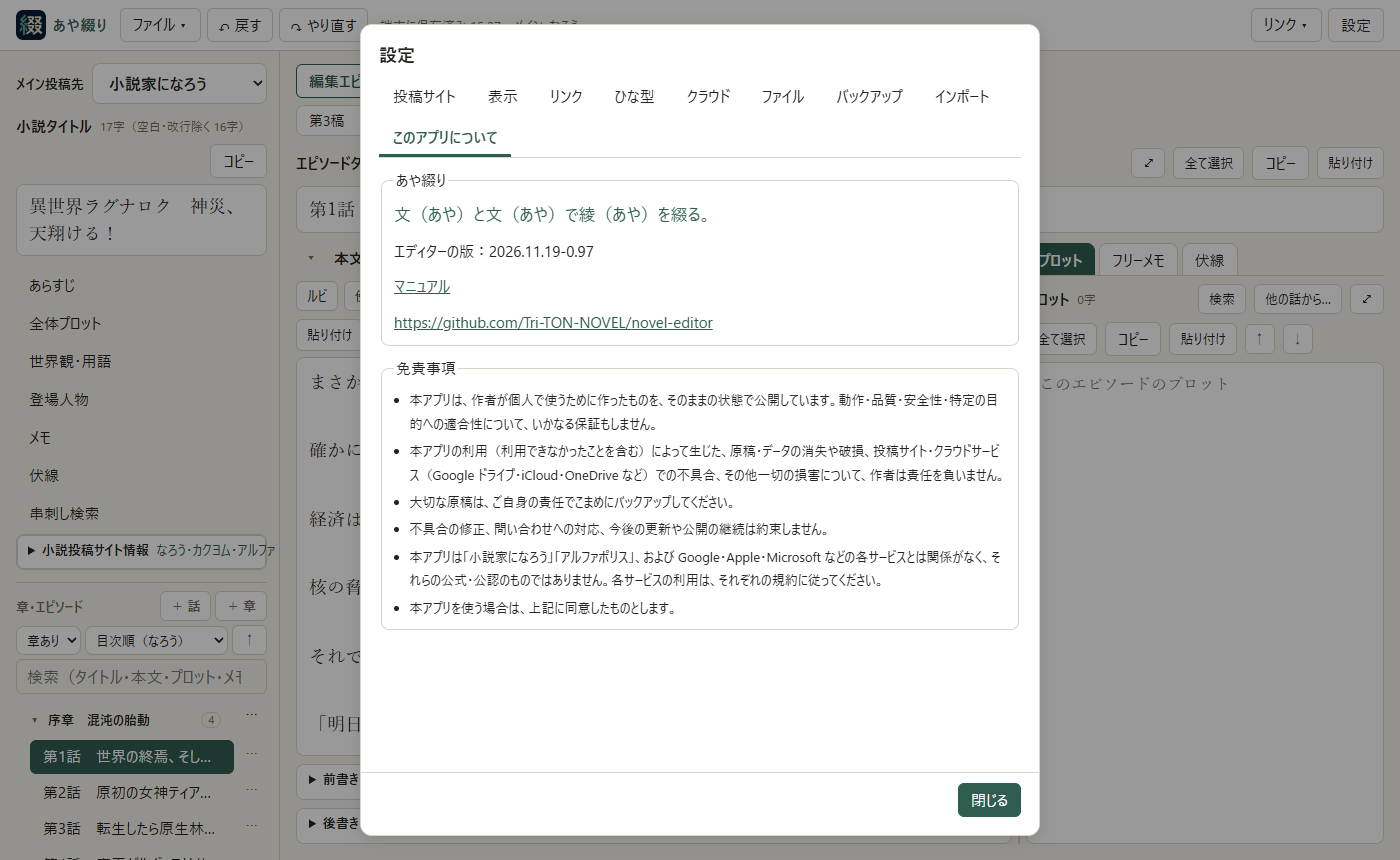 綴 あや綴り ファイル ▾ 戻す やり直す リンク ▾ 設定
メイン投稿先 小説家になろう
小説タイトル 17字（空白・改行除く 16字）
コピー
異世界ラグナロク　神災、
天翔ける！
あらすじ
全体プロット
世界観・用語
登場人物
メモ
伏線
串刺し検索
▶ 小説投稿サイト情報 なろう・カクヨム・アルファ
章・エピソード ＋ 話 ＋ 章
章あり 目次順（なろう） ↑
検索（タイトル・本文・プロット・メモ
▾ 序章　混沌の胎動 4 …
第1話　世界の終焉、そし... …
第2話　原初の女神ティア... …
第3話　転生したら原生林... …
編集エピ
第3稿
エピソードタ
第1話
▾ 本文
ルビ
貼り付け
まさか
確かに
経済は
核の脅
それで
「明日
▶ 前書き
▶ 後書き
設定
投稿サイト 表示 リンク ひな型 クラウド ファイル バックアップ インポート
このアプリについて
あや綴り
文（あや）と文（あや）で綾（あや）を綴る。
エディターの版：2026.11.19-0.97
マニュアル
https://github.com/Tri-TON-NOVEL/novel-editor
免責事項
• 本アプリは、作者が個人で使うために作ったものを、そのままの状態で公開しています。動作・品質・安全性・特定の目
的への適合性について、いかなる保証もしません。
• 本アプリの利用（利用できなかったことを含む）によって生じた、原稿・データの消失や破損、投稿サイト・クラウドサービ
ス（Google ドライブ・iCloud・OneDrive など）での不具合、その他一切の損害について、作者は責任を負いません。
• 大切な原稿は、ご自身の責任でこまめにバックアップしてください。
• 不具合の修正、問い合わせへの対応、今後の更新や公開の継続は約束しません。
• 本アプリは「小説家になろう」「アルファポリス」、および Google・Apple・Microsoft などの各サービスとは関係がなく、そ
れらの公式・公認のものではありません。各サービスの利用は、それぞれの規約に従ってください。
• 本アプリを使う場合は、上記に同意したものとします。
閉じる
⤢ 全て選択 コピー 貼り付け
プロット フリーメモ 伏線
ロット 0字 検索 他の話から... ⤢
全て選択 コピー 貼り付け ↑ ↓
このエピソードのプロット